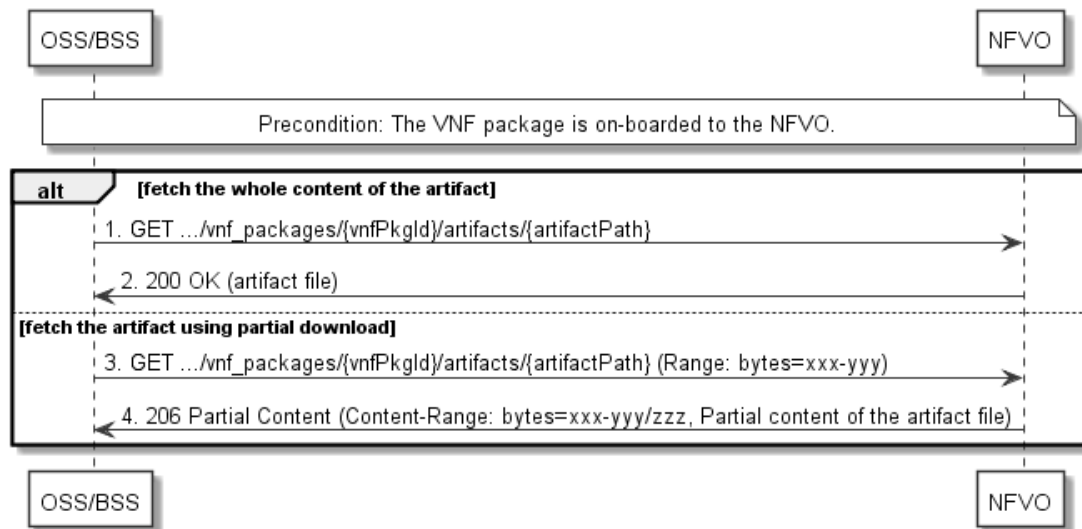 OSS/BSS
NFVO
Precondition: The VNF package is on-boarded to the NFVO.
alt
[fetch the whole content of the artifact]
1. GET .../vnf_packages/{vnfPkgId}/artifacts/{artifactPath}
2. 200 OK (artifact file)
[fetch the artifact using partial download]
3. GET .../vnf_packages/{vnfPkgId}/artifacts/{artifactPath} (Range: bytes=xxx-yyy)
4. 206 Partial Content (Content-Range: bytes=xxx-yyy/zzz, Partial content of the artifact file)
OSS/BSS
NFVO